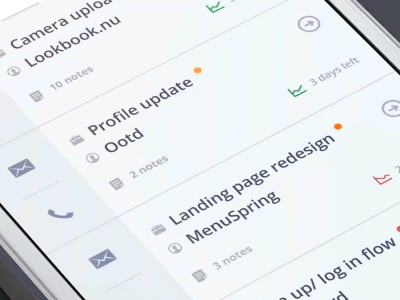 Camera uploa
Lookbook.nu
10 notes
Profile update
Ootd
3 days left
2 notes
Landing page redesign
MenuSpring
3 notes
up/ log in flow